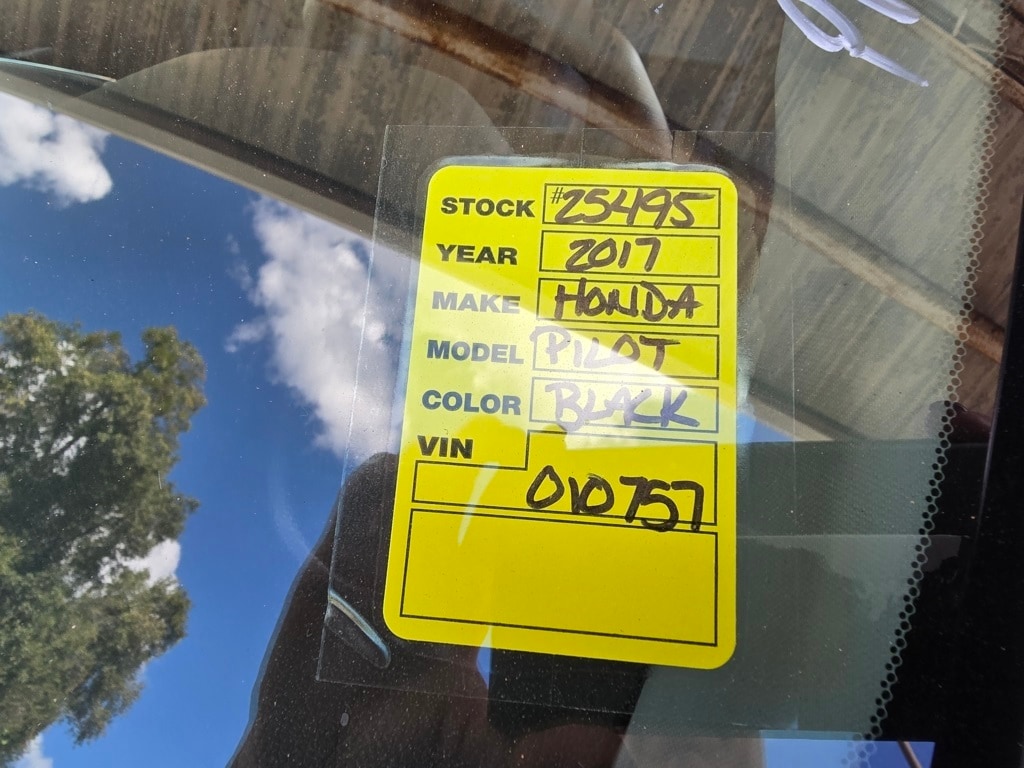 STOCK #25495
YEAR 2017
MAKE HONDA
MODEL PILOT
COLOR BLACK
VIN
010757